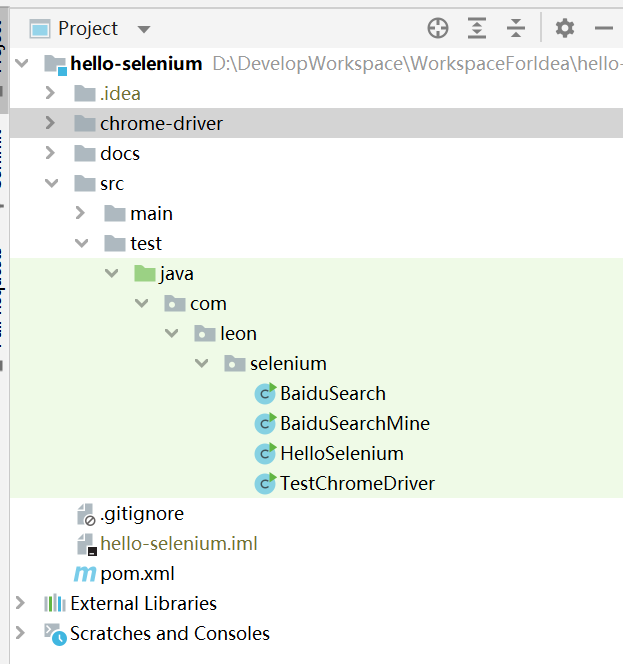 Project
hello-selenium D:\DevelopWorkspace\WorkspaceForIdea\hello-
.idea
chrome-driver
docs
src
main
test
java
com
leon
selenium
BaiduSearch
BaiduSearchMine
HelloSelenium
TestChromeDriver
.gitignore
hello-selenium.iml
pom.xml
External Libraries
Scratches and Consoles